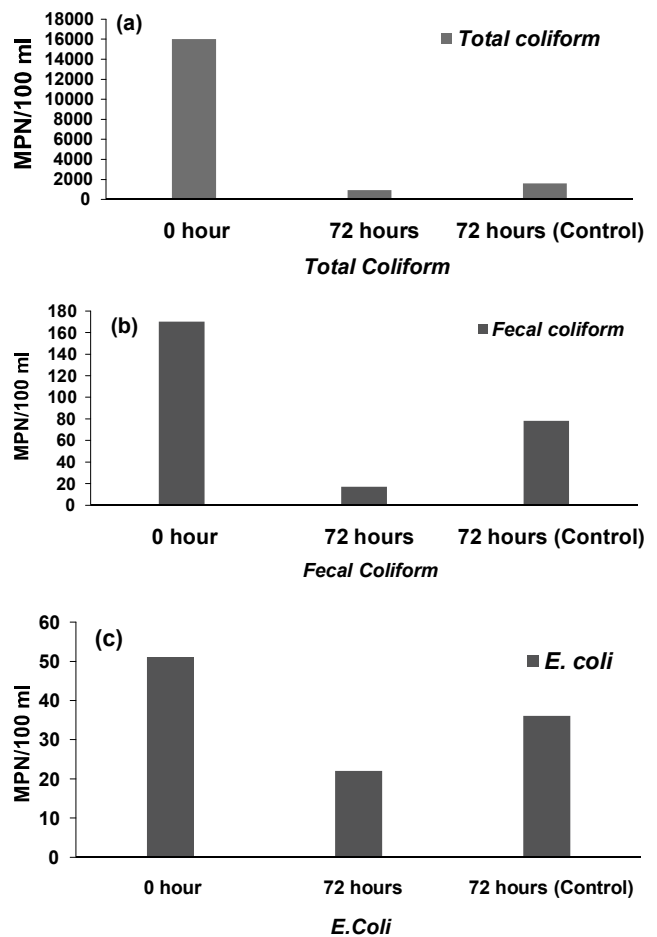 (a)
Total coliform
MPN/100 ml
18000
16000
14000
12000
10000
8000
6000
4000
2000
0
0 hour 72 hours 72 hours (Control)
Total Coliform
(b)
Fecal coliform
MPN/100 ml
180
160
140
120
100
80
60
40
20
0
0 hour 72 hours 72 hours (Control)
Fecal Coliform
(c)
E. coli
MPN/100 ml
60
50
40
30
20
10
0
0 hour 72 hours 72 hours (Control)
E.Coli